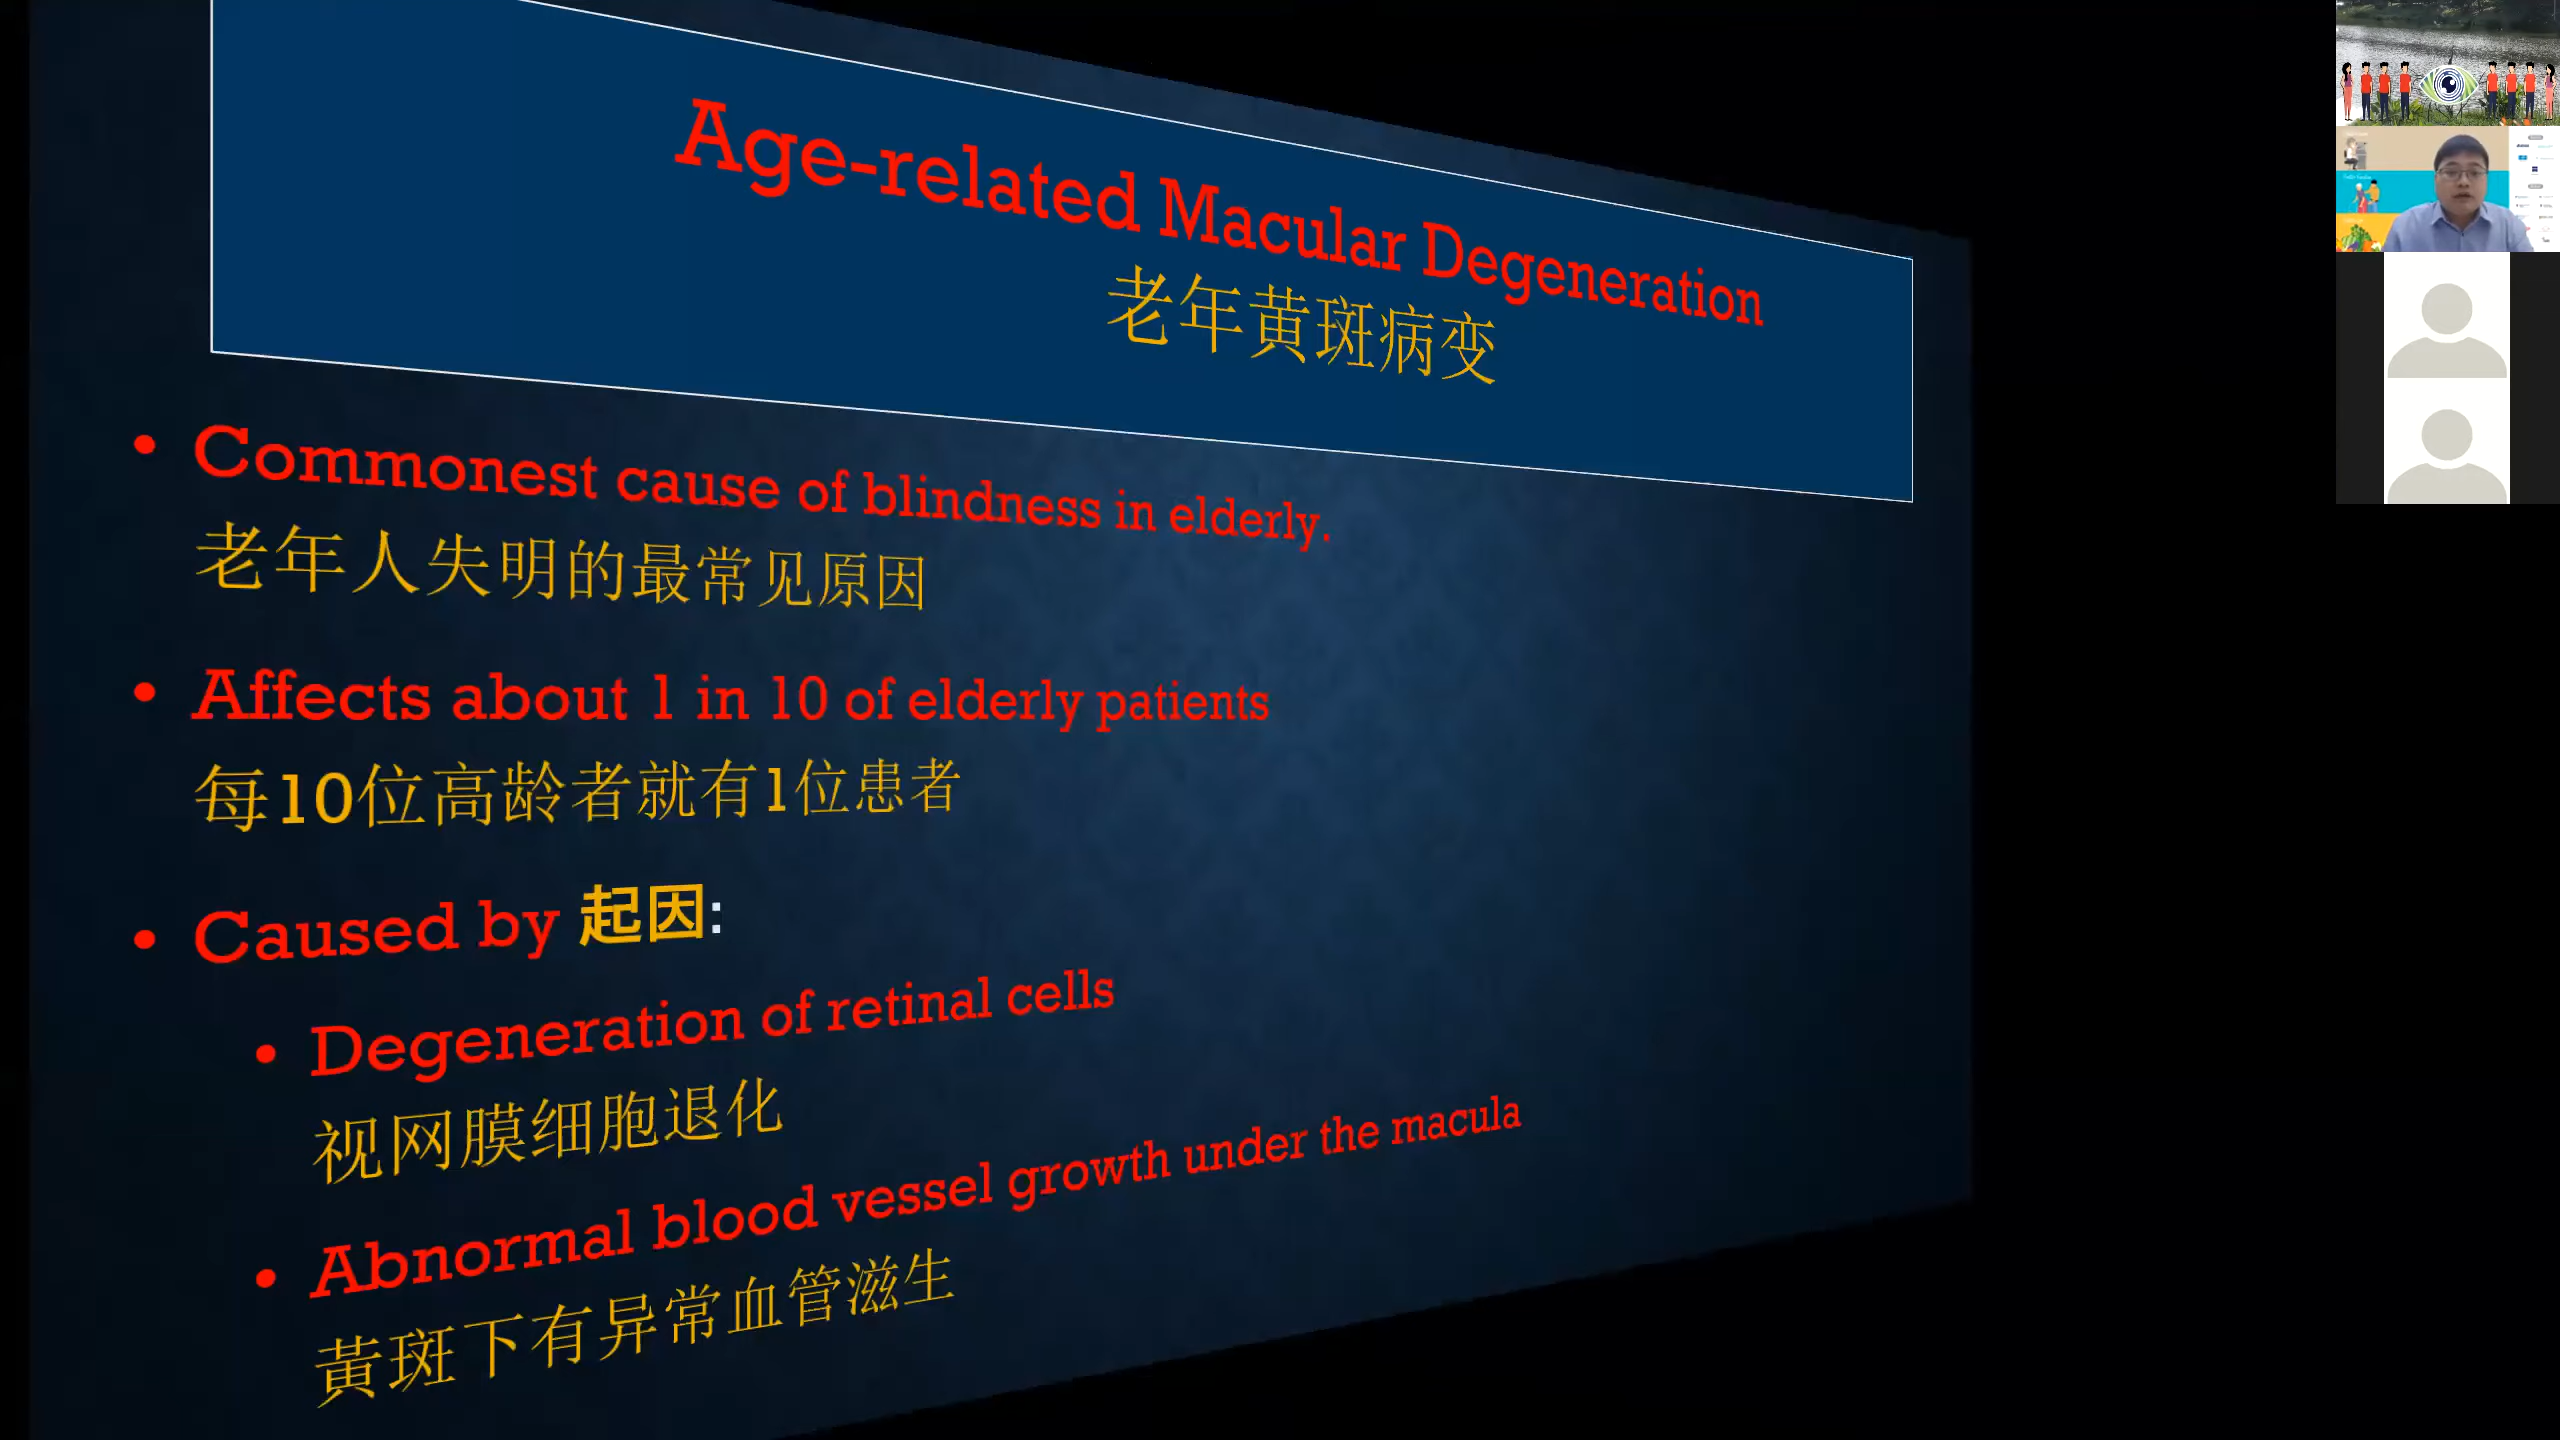 Age-related Macular Degeneration
老年黄斑病变
• Commonest cause of blindness in elderly.
老年人失明的最常见原因
• Affects about 1 in 10 of elderly patients
每10位高龄者就有1位患者
• Caused by 起因:
• Degeneration of retinal cells
视网膜细胞退化
• Abnormal blood vessel growth under the macula
黃斑下有异常血管滋生